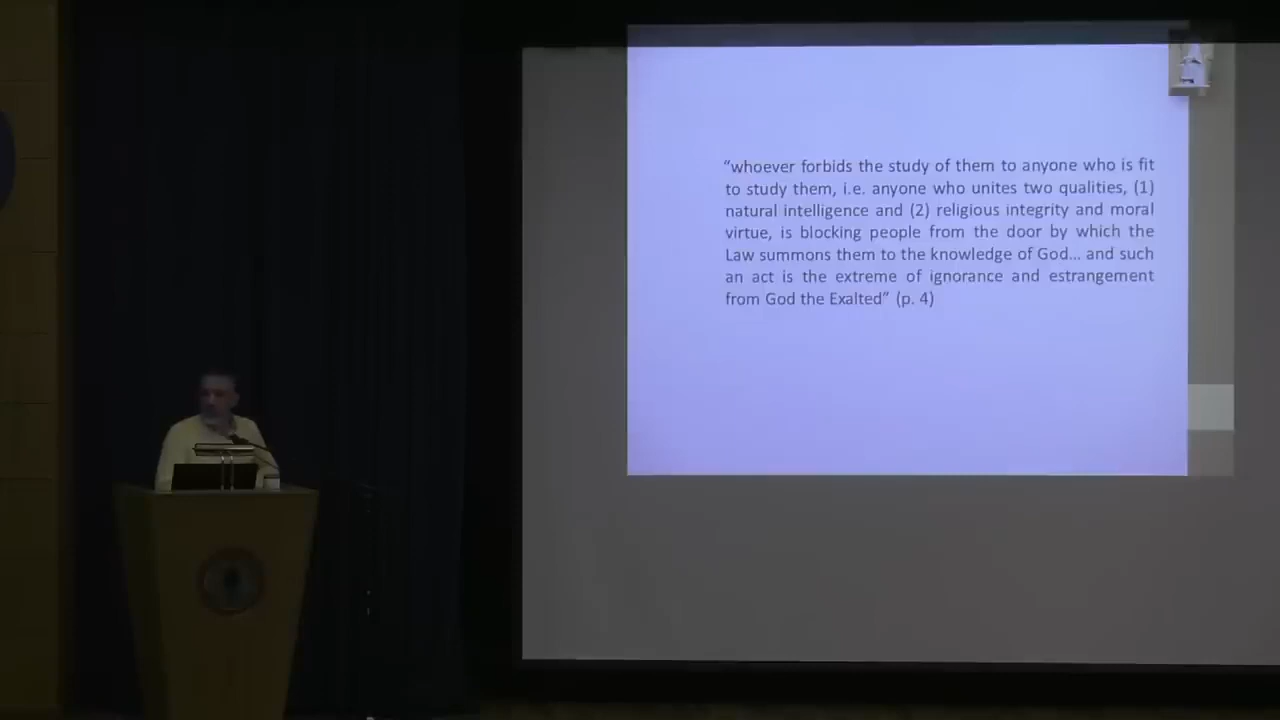 “whoever forbids the study of them to anyone who is fit
to study them, i.e. anyone who unites two qualities, (1)
natural intelligence and (2) religious integrity and moral
virtue, is blocking people from the door by which the
Law summons them to the knowledge of God... and such
an act is the extreme of ignorance and estrangement
from God the Exalted” (p. 4)